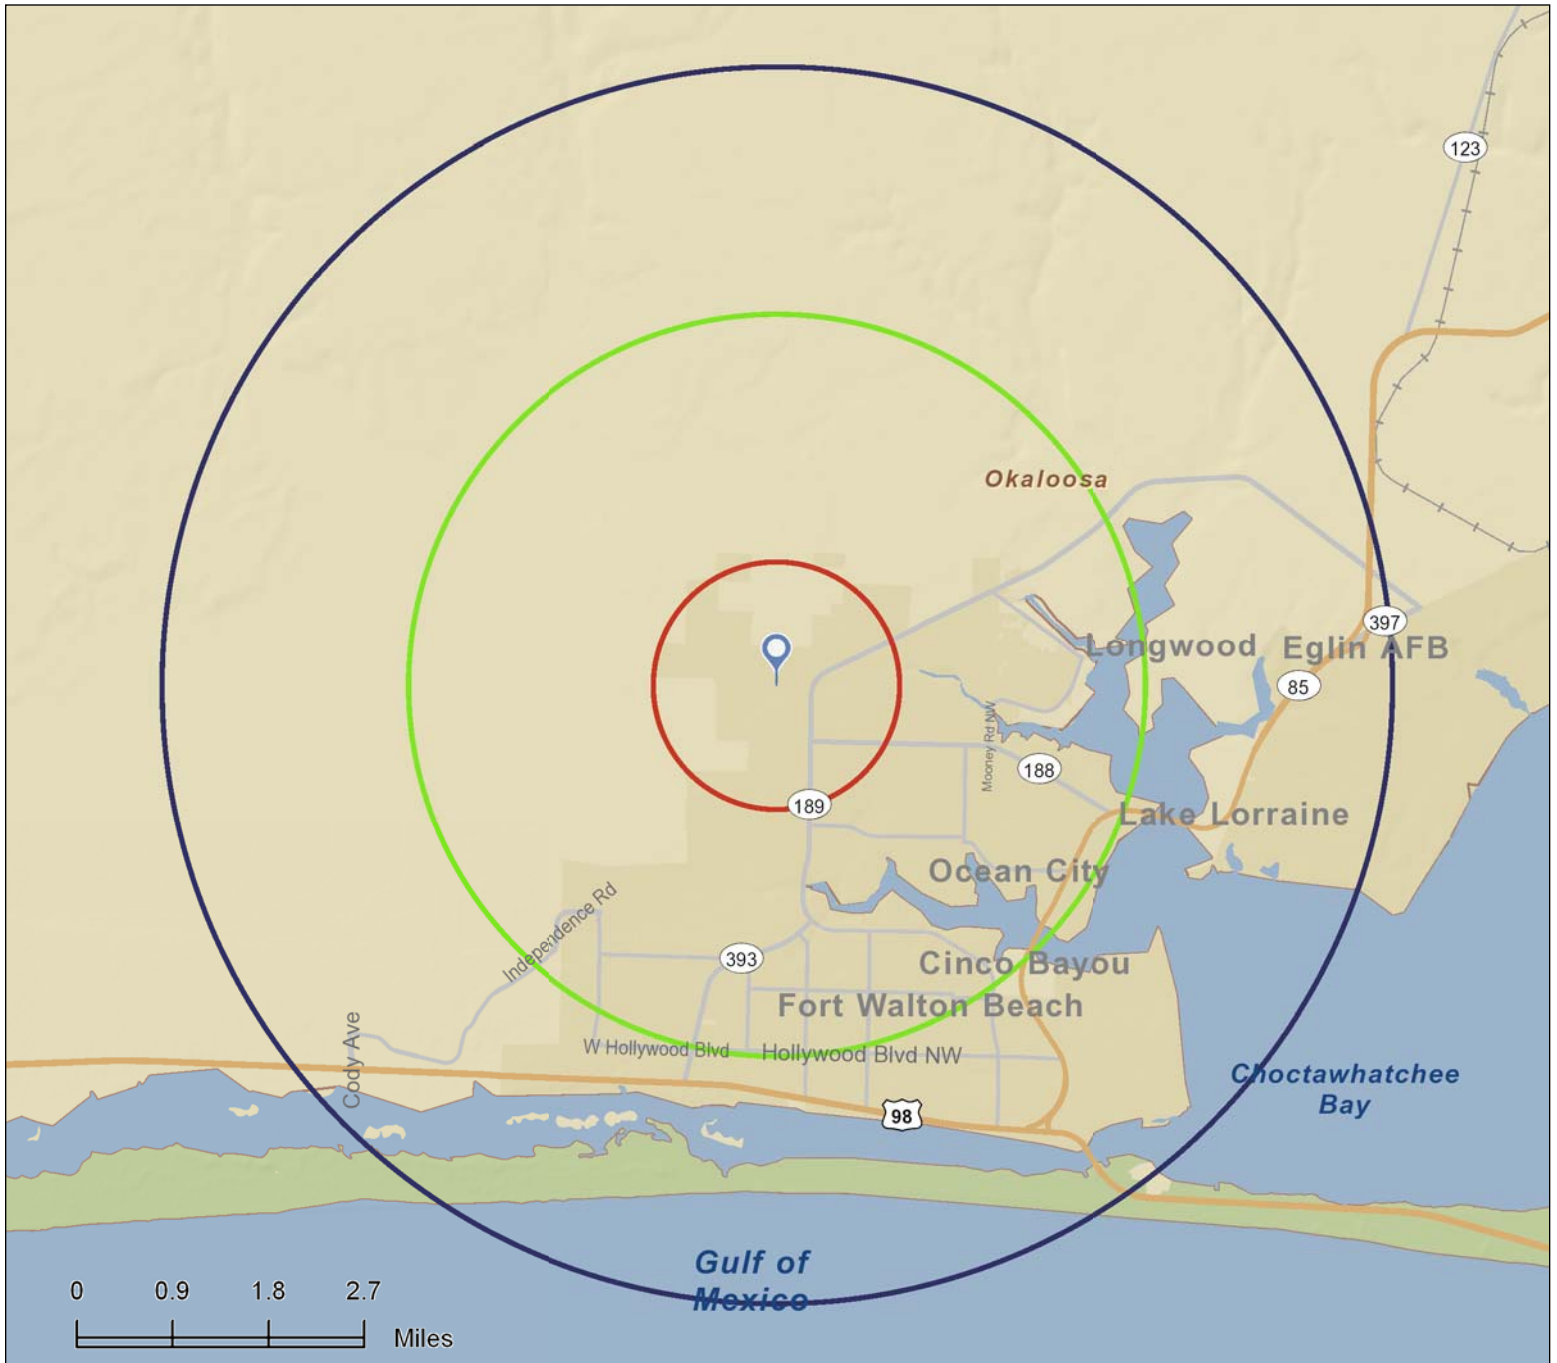 123
Okaloosa
397
Longwood
Eglin AFB
85
Mooney Rd NW
188
189
Lake Lorraine
Ocean City
Independence Rd
393
Cinco Bayou
Fort Walton Beach
Cody Ave
W Hollywood Blvd
Hollywood Blvd NW
Choctawhatchee
Bay
98
Gulf of
Mexico
0 0.9 1.8 2.7
Miles